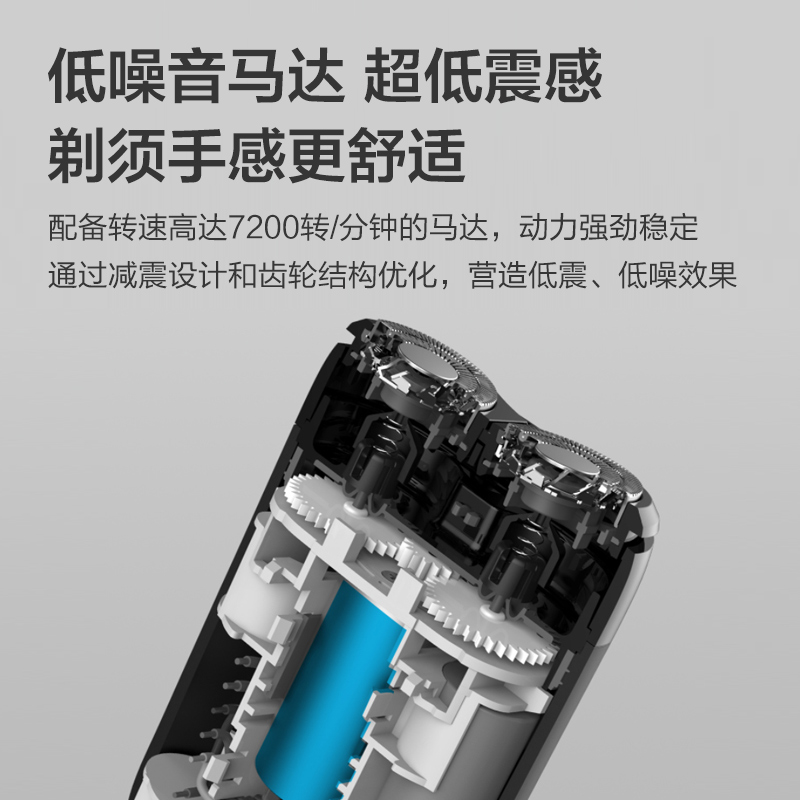 低噪音马达 超低震感
剃须手感更舒适
配备转速高达7200转/分钟的马达，动力强劲稳定
通过减震设计和齿轮结构优化，营造低震、低噪效果